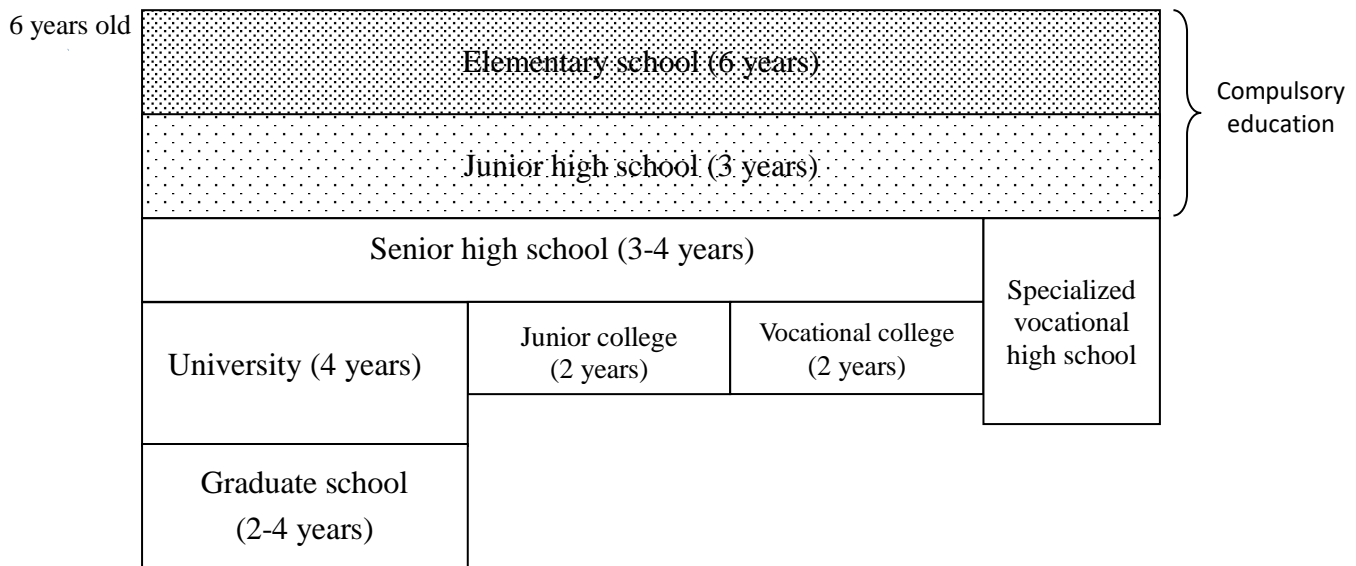 6 years old
Elementary school (6 years)
Compulsory
education
Junior high school (3 years)
Senior high school (3-4 years)
Specialized
vocational
high school
University (4 years)
Junior college
(2 years)
Vocational college
(2 years)
Graduate school
(2-4 years)